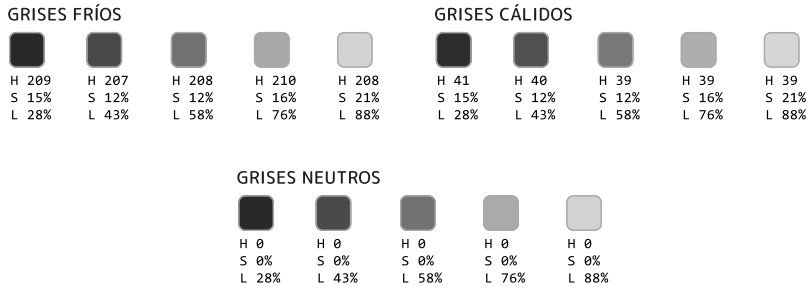 GRISES FRÍOS
H 209 H 207 H 208 H 210 H 208
S 15% S 12% S 12% S 16% S 21%
L 28% L 43% L 58% L 76% L 88%
GRISES CÁLIDOS
H 41 H 40 H 39 H 39 H 39
S 15% S 12% S 12% S 16% S 21%
L 28% L 43% L 58% L 76% L 88%
GRISES NEUTROS
H 0 H 0 H 0 H 0 H 0
S 0% S 0% S 0% S 0% S 0%
L 28% L 43% L 58% L 76% L 88%